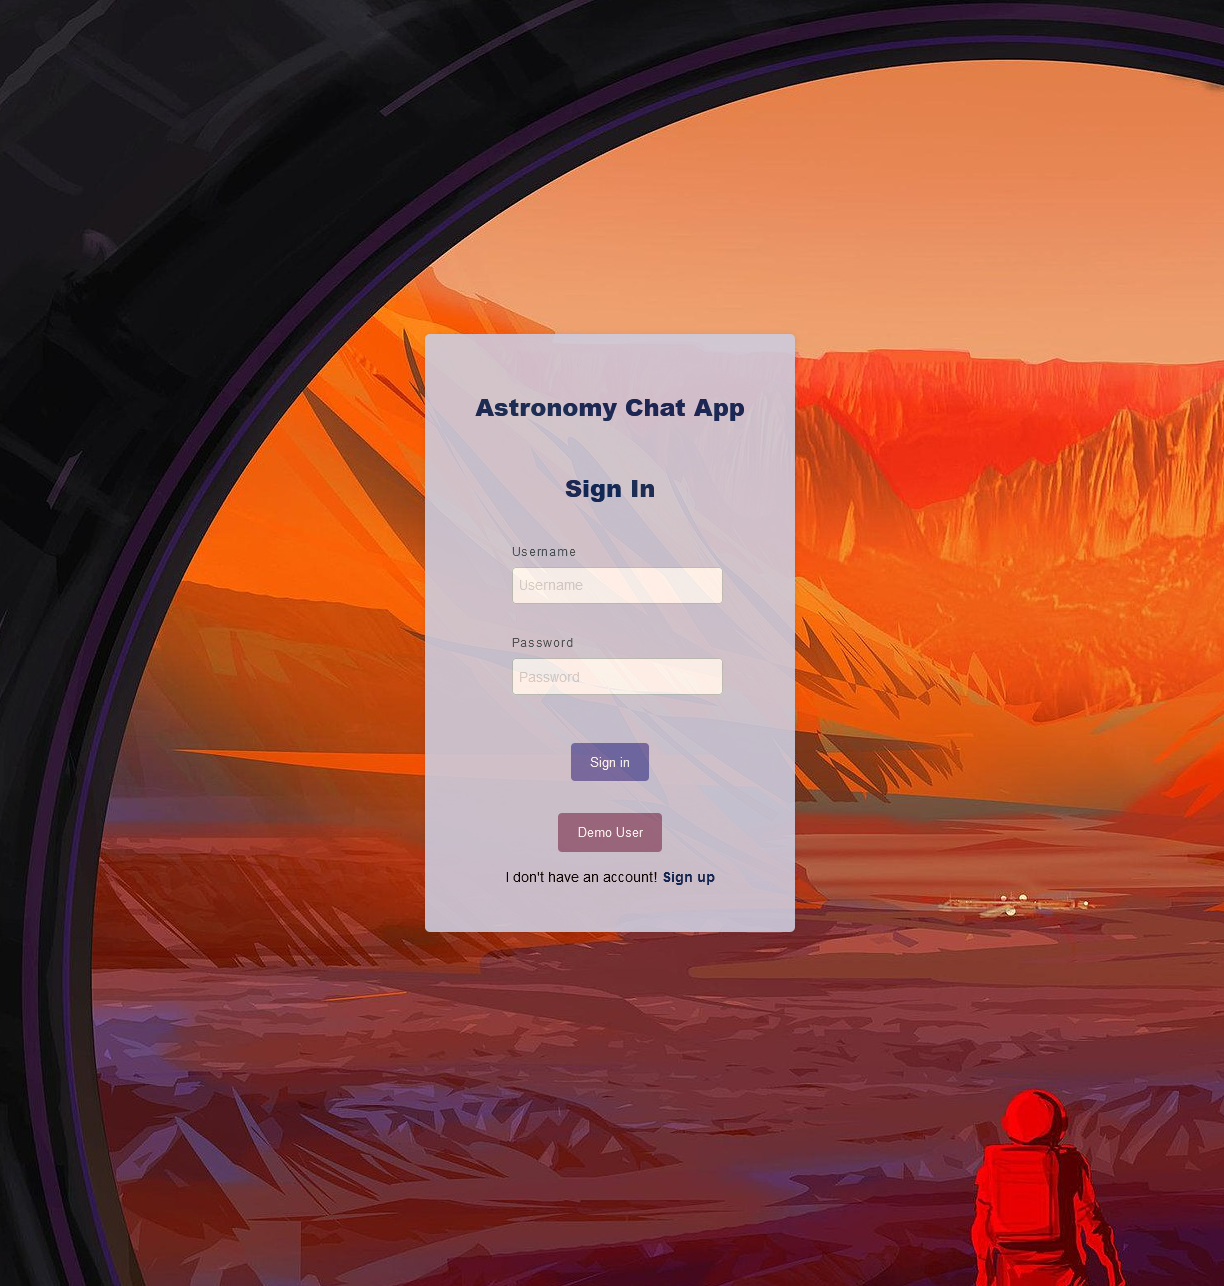 Astronomy Chat App
Sign In
Username
Username
Password
Password
Sign in
Demo User
I don't have an account! Sign up